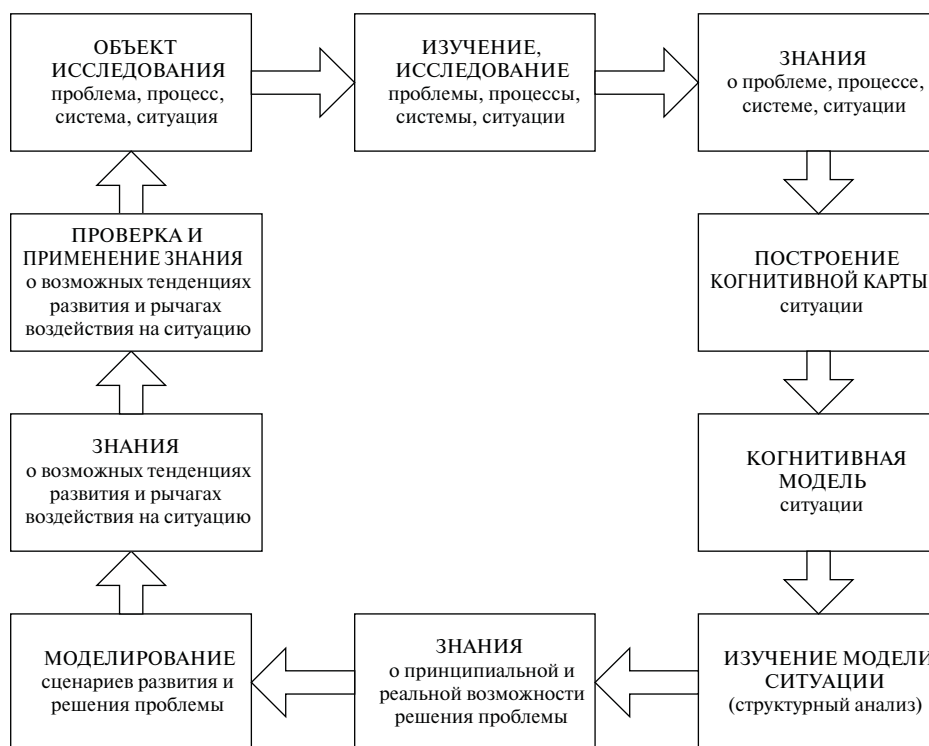 ОБЪЕКТ
ИССЛЕДОВАНИЯ
проблема, процесс,
система, ситуация
ИЗУЧЕНИЕ,
ИССЛЕДОВАНИЕ
проблемы, процессы,
системы, ситуации
ЗНАНИЯ
о проблеме, процессе,
системе, ситуации
ПОСТРОЕНИЕ
КОГНИТИВНОЙ КАРТЫ
ситуации
КОГНИТИВНАЯ
МОДЕЛЬ
ситуации
ИЗУЧЕНИЕ МОДЕЛИ
СИТУАЦИИ
(структурный анализ)
ЗНАНИЯ
о принципиальной и
реальной возможности
решения проблемы
МОДЕЛИРОВАНИЕ
сценариев развития и
решения проблемы
ЗНАНИЯ
о возможных тенденциях
развития и рычагах
воздействия на ситуацию
ПРОВЕРКА И
ПРИМЕНЕНИЕ ЗНАНИЯ
о возможных тенденциях
развития и рычагах
воздействия на ситуацию